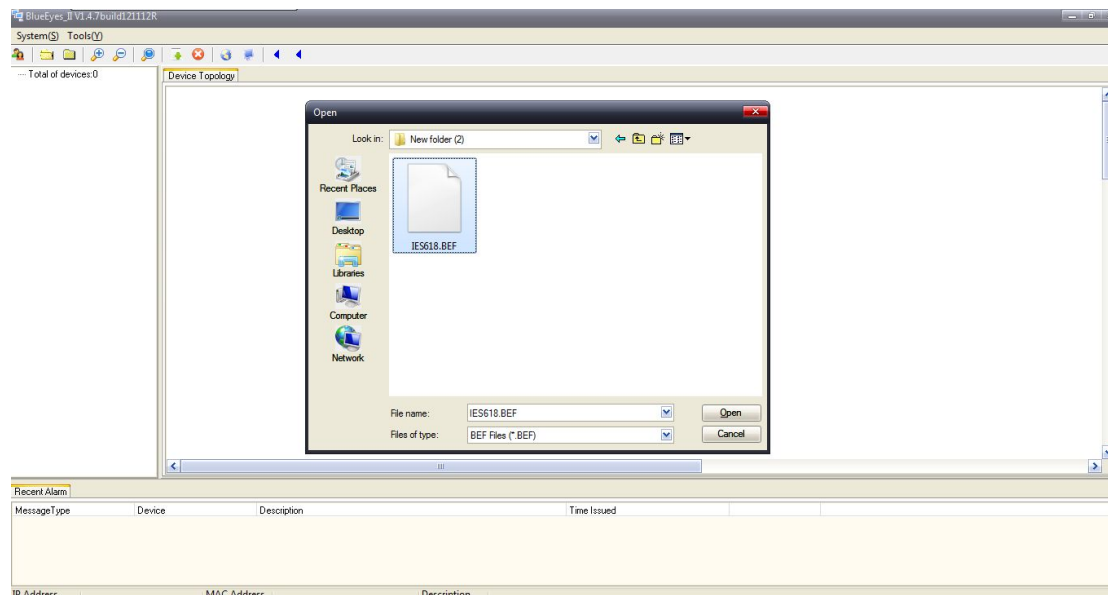 BlueEyes_II V1.4.7build121112R
System(S) Tools(Y)
Total of devices:0
Device Topology
Open
Look in: New folder (2)
Recent Places
Desktop
Libraries
Computer
Network
IES618.BEF
File name: IES618.BEF Open
Files of type: BEF Files (*.BEF) Cancel
Recent Alarm
MessageType Device Description Time Issued
IP Address MAC Address Description